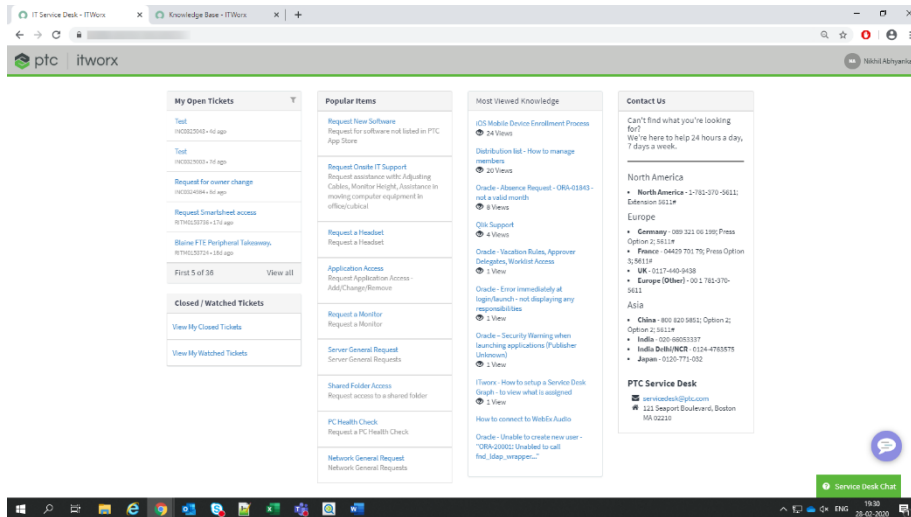 IT Service Desk - ITWorx
Knowledge Base - ITWorx
ptc itworx
NA
Nikhil Abhyanka
My Open Tickets
Test
4d ago
Test
Request for owner change
6d ago
Request Smartsheet access
RITM0153736 • 17d ago
Blaine FTE Peripheral Takeaway.
First 5 of 36 View all
Closed / Watched Tickets
View My Closed Tickets
View My Watched Tickets
Popular Items
Request New Software
Request for software not listed in PTC
App Store
Request Onsite IT Support
Request assistance with: Adjusting
Cables, Monitor Height, Assistance in
moving computer equipment in
office/cubical
Request a Headset
Request a Headset
Application Access
Request Application Access -
Add/Change/Remove
Request a Monitor
Request a Monitor
Server General Request
Server General Requests
Shared Folder Access
Request access to a shared folder
PC Health Check
Request a PC Health Check
Network General Request
Network General Requests
Most Viewed Knowledge
iOS Mobile Device Enrollment Process
24 Views
Distribution list - How to manage
members
20 Views
Oracle - Absence Request - ORA-01843 -
not a valid month
8 Views
Qlik Support
4 Views
Oracle - Vacation Rules, Approver
Delegates, Worklist Access
1 View
Oracle - Error immediately at
login/launch - not displaying any
responsibilities
1 View
Oracle – Security Warning when
launching applications (Publisher
Unknown)
1 View
ITworx - How to setup a Service Desk
Graph - to view what is assigned
1 View
How to connect to WebEx Audio
Oracle - Unable to create new user -
"ORA-20001: Unabled to call
fnd_ldap_wrapper..."
Contact Us
Can't find what you're looking
for?
We're here to help 24 hours a day,
7 days a week.
North America
• North America - 1-781-370-5611;
Extension 5611#
Europe
• Germany - 089 321 06 199; Press
Option 2; 5611#
• France - 04429 701 79; Press Option
3; 5611#
• UK - 0117-440-9438
• Europe (Other) - 00 1 781-370-
5611
Asia
• China - 800 820 5851; Option 2;
Option 2; 5611#
• India - 020-66053337
• India Delhi/NCR - 0124-4763575
• Japan - 0120-771-032
PTC Service Desk
servicedesk@ptc.com
121 Seaport Boulevard, Boston
MA 02210
Service Desk Chat
ENG
19:30
28-02-2020